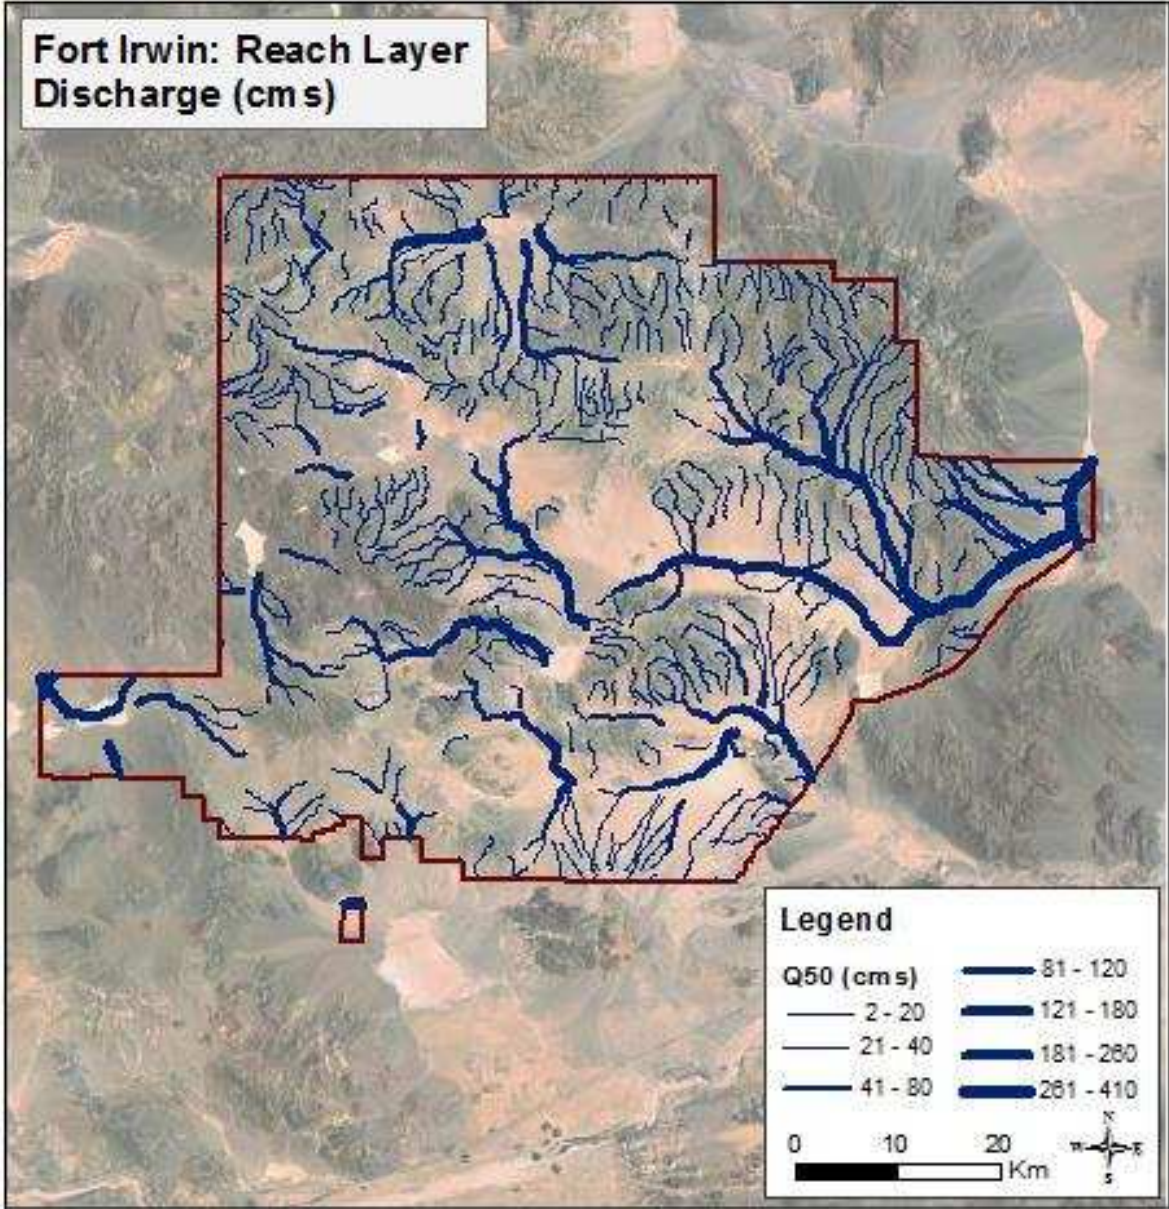 Fort Irwin: Reach Layer
Discharge (cms)
Legend
Q50 (cms)
2 - 20
21 - 40
41 - 80
81 - 120
121 - 180
181 - 260
261 - 410
0 10 20
Km
N
W E
S